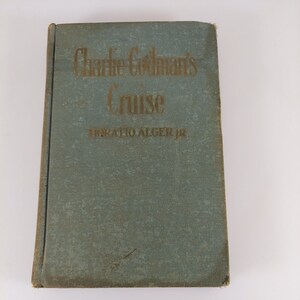 Charlie Codman's
Cruise
HORATIO ALGER JR